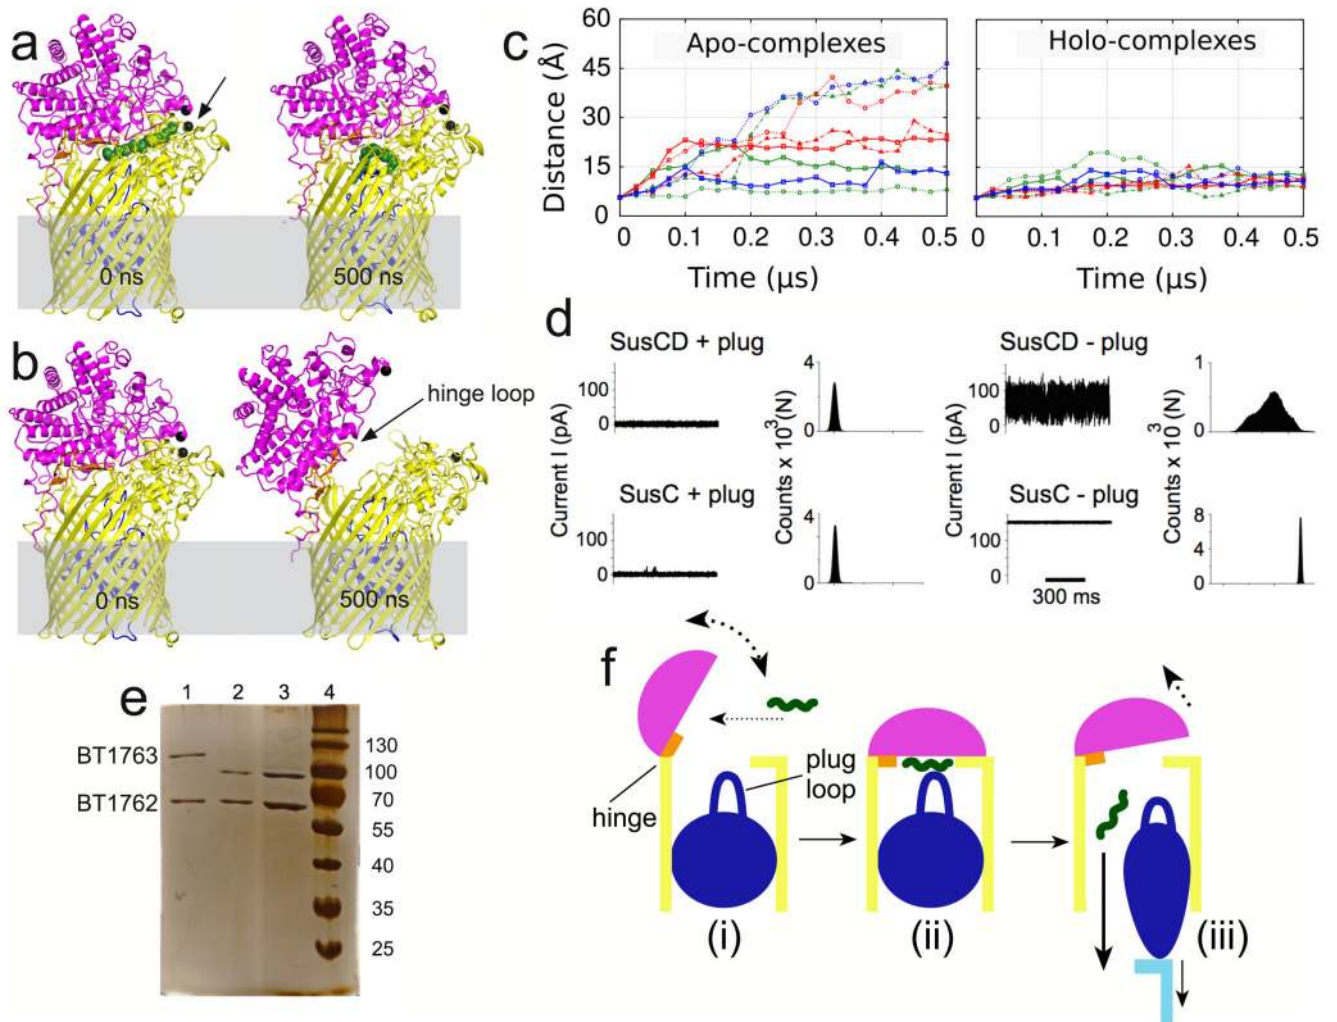 a
0 ns
500 ns
b
hinge loop
0 ns
500 ns
c
Apo-complexes
Holo-complexes
Distance (Å)
60
45
30
15
0
0 0.1 0.2 0.3 0.4 0.5
0 0.1 0.2 0.3 0.4 0.5
Time (µs)
Time (µs)
d
SusCD + plug
SusCD - plug
Current I (pA)
100
0
Counts x 10³(N)
4
2
0
100
0
Counts x 10³ (N)
1
0
SusC + plug
SusC - plug
100
0
4
2
0
100
0
300 ms
8
4
0
e
1 2 3 4
BT1763
BT1762
130
100
70
55
40
35
25
f
hinge
plug
loop
(i)
(ii)
(iii)